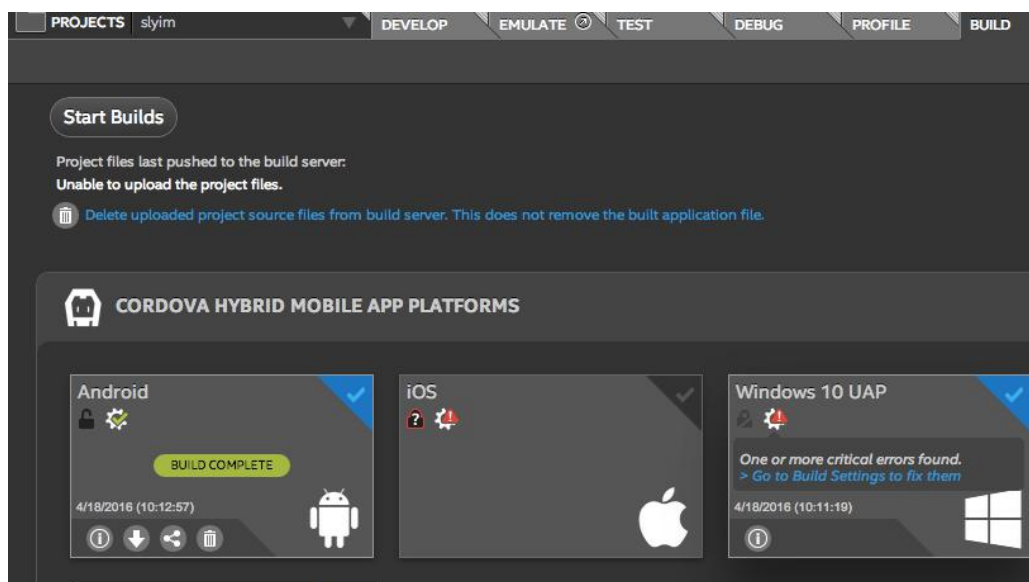 PROJECTS slyim DEVELOP EMULATE TEST DEBUG PROFILE BUILD
Start Builds
Project files last pushed to the build server:
Unable to upload the project files.
Delete uploaded project source files from build server. This does not remove the built application file.
CORDOVA HYBRID MOBILE APP PLATFORMS
Android iOS Windows 10 UAP
?
One or more critical errors found.
BUILD COMPLETE
> Go to Build Settings to fix them
4/18/2016 (10:12:57) 4/18/2016 (10:11:19)